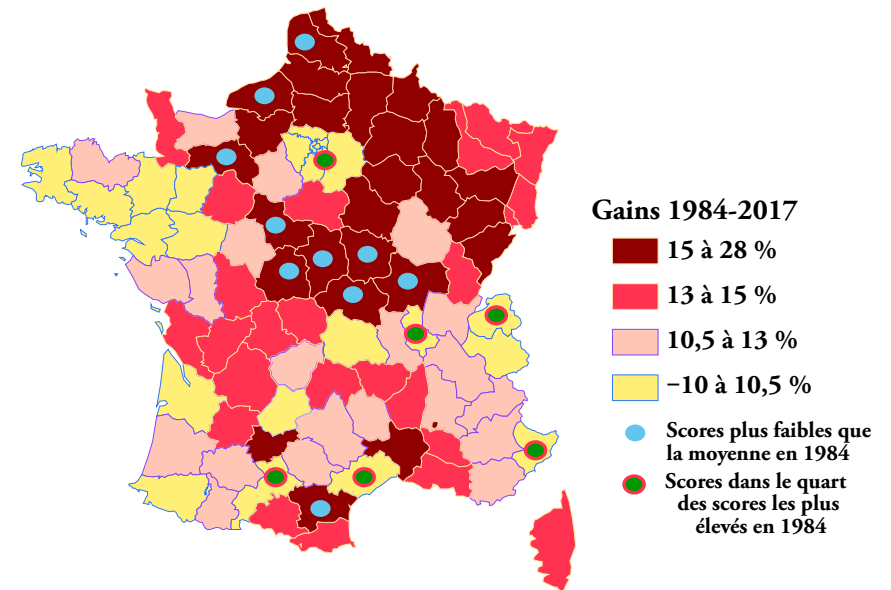 Gains 1984-2017
15 à 28 %
13 à 15 %
10,5 à 13 %
−10 à 10,5 %
Scores plus faibles que
la moyenne en 1984
Scores dans le quart
des scores les plus
élevés en 1984